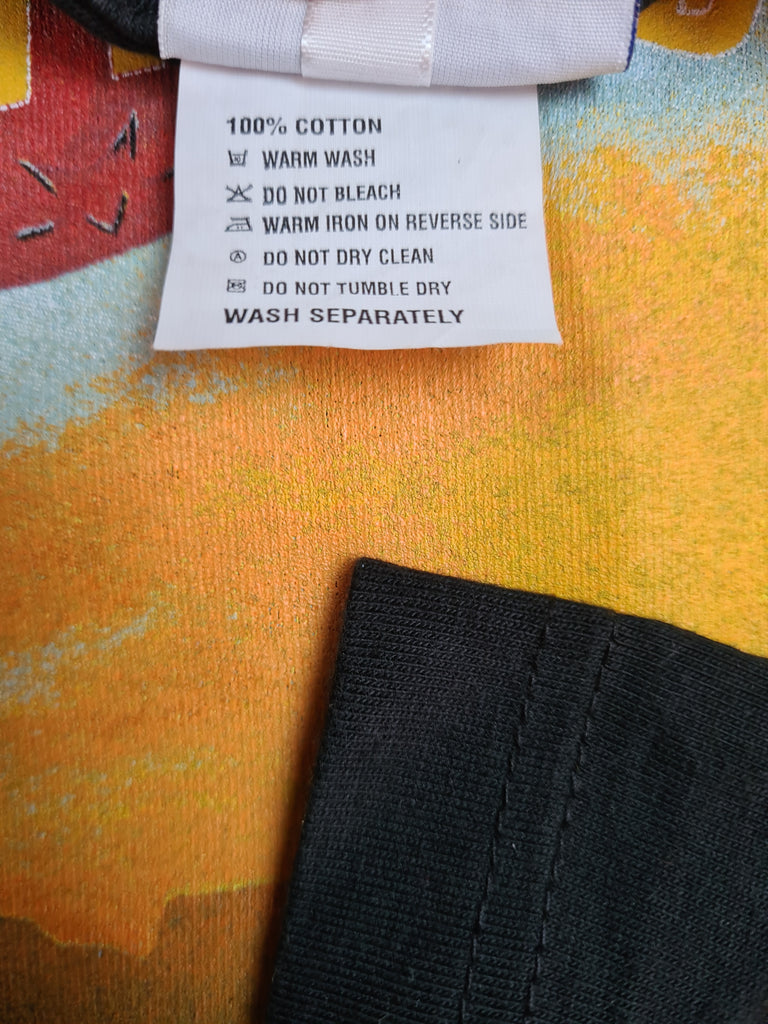 100% COTTON
WARM WASH
DO NOT BLEACH
WARM IRON ON REVERSE SIDE
DO NOT DRY CLEAN
DO NOT TUMBLE DRY
WASH SEPARATELY